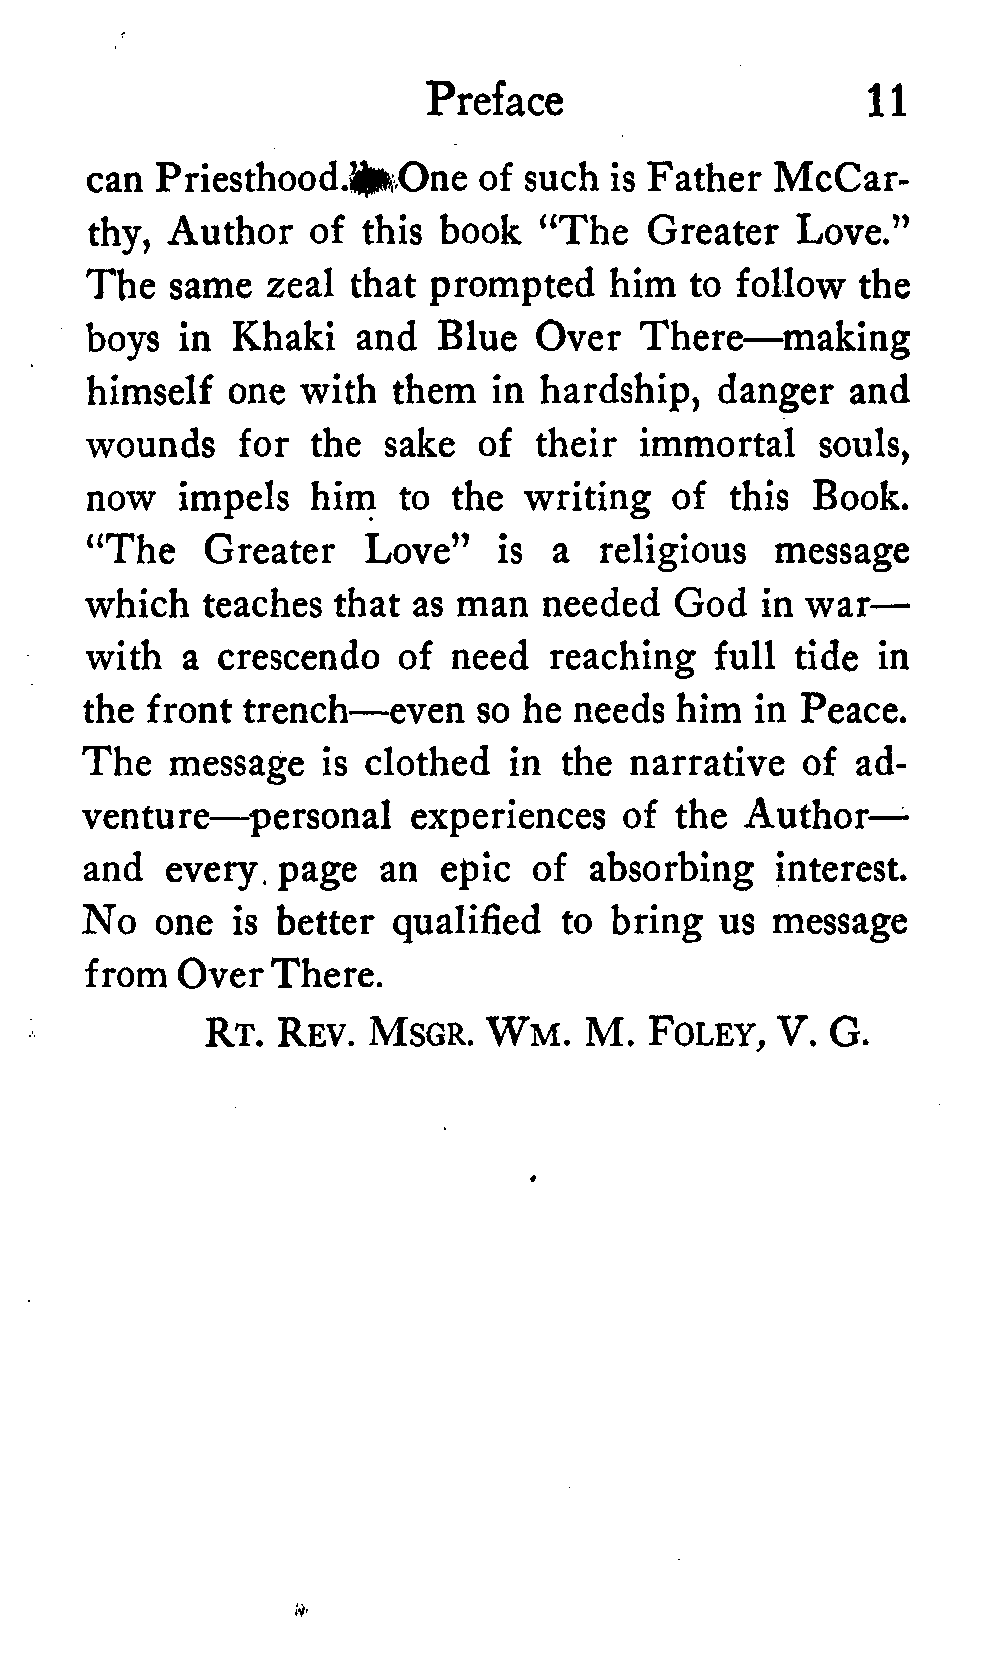 Preface 11
can Priesthood." One of such is Father McCar-
thy, Author of this book “The Greater Love.”
The same zeal that prompted him to follow the
boys in Khaki and Blue Over There—making
himself one with them in hardship, danger and
wounds for the sake of their immortal souls,
now impels him to the writing of this Book.
“The Greater Love” is a religious message
which teaches that as man needed God in war—
with a crescendo of need reaching full tide in
the front trench—even so he needs him in Peace.
The message is clothed in the narrative of ad-
venture—personal experiences of the Author—
and every page an epic of absorbing interest.
No one is better qualified to bring us message
from Over There.
RT. REV. MSGR. WM. M. FOLEY, V. G.